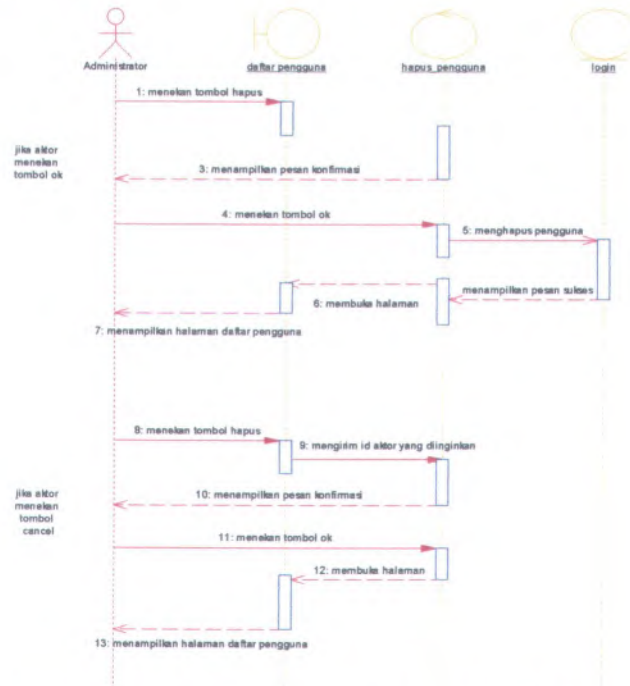 Administrator
daftar pengguna
hapus_pengguna
login
1: menekan tombol hapus
jika aktor
menekan
tombol ok
3: menampilkan pesan konfirmasi
4: menekan tombol ok
5: menghapus pengguna
menampilkan pesan sukses
6: membuka halaman
7: menampilkan halaman daftar pengguna
8: menekan tombol hapus
9: mengirim id aktor yang diinginkan
jika aktor
menekan
tombol
cancel
10: menampilkan pesan konfirmasi
11: menekan tombol ok
12: membuka halaman
13: menampilkan halaman daftar pengguna